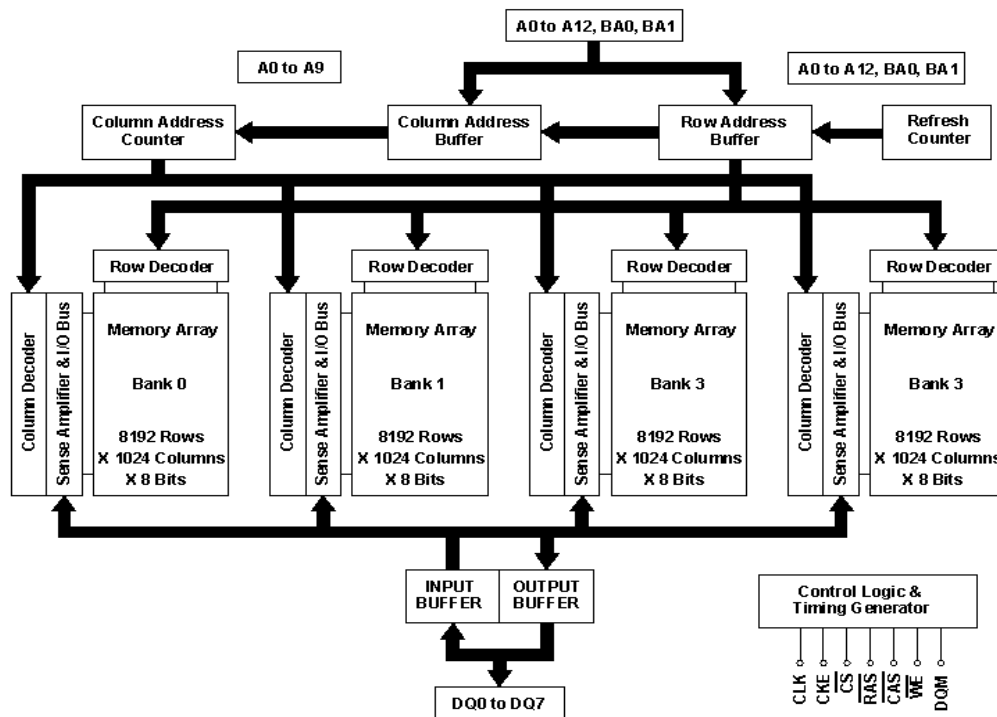 A0 to A12, BA0, BA1
A0 to A9
A0 to A12, BA0, BA1
Column Address
Counter
Column Address
Buffer
Row Address
Buffer
Refresh
Counter
Row Decoder
Row Decoder
Row Decoder
Row Decoder
Column Decoder
Sense Amplifier & I/O Bus
Memory Array
Bank 0
8192 Rows
X 1024 Columns
X 8 Bits
Column Decoder
Sense Amplifier & I/O Bus
Memory Array
Bank 1
8192 Rows
X 1024 Columns
X 8 Bits
Column Decoder
Sense Amplifier & I/O Bus
Memory Array
Bank 3
8192 Rows
X 1024 Columns
X 8 Bits
Column Decoder
Sense Amplifier & I/O Bus
Memory Array
Bank 3
8192 Rows
X 1024 Columns
X 8 Bits
INPUT
BUFFER
OUTPUT
BUFFER
DQ0 to DQ7
Control Logic &
Timing Generator
CLK
CKE
C̅S̅
R̅A̅S̅
C̅A̅S̅
W̅E̅
DQM